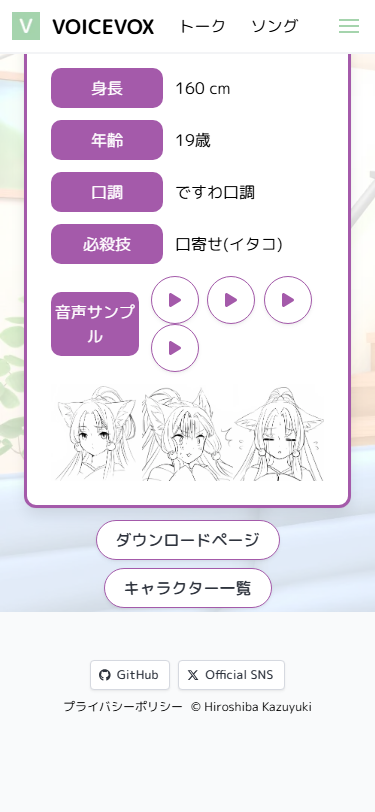 V VOICEVOX トーク ソング
身長 160 cm
年齢 19歳
口調 ですわ口調
必殺技 口寄せ(イタコ)
音声サンプ
ル
ダウンロードページ
キャラクター一覧
GitHub Official SNS
プライバシーポリシー © Hiroshiba Kazuyuki